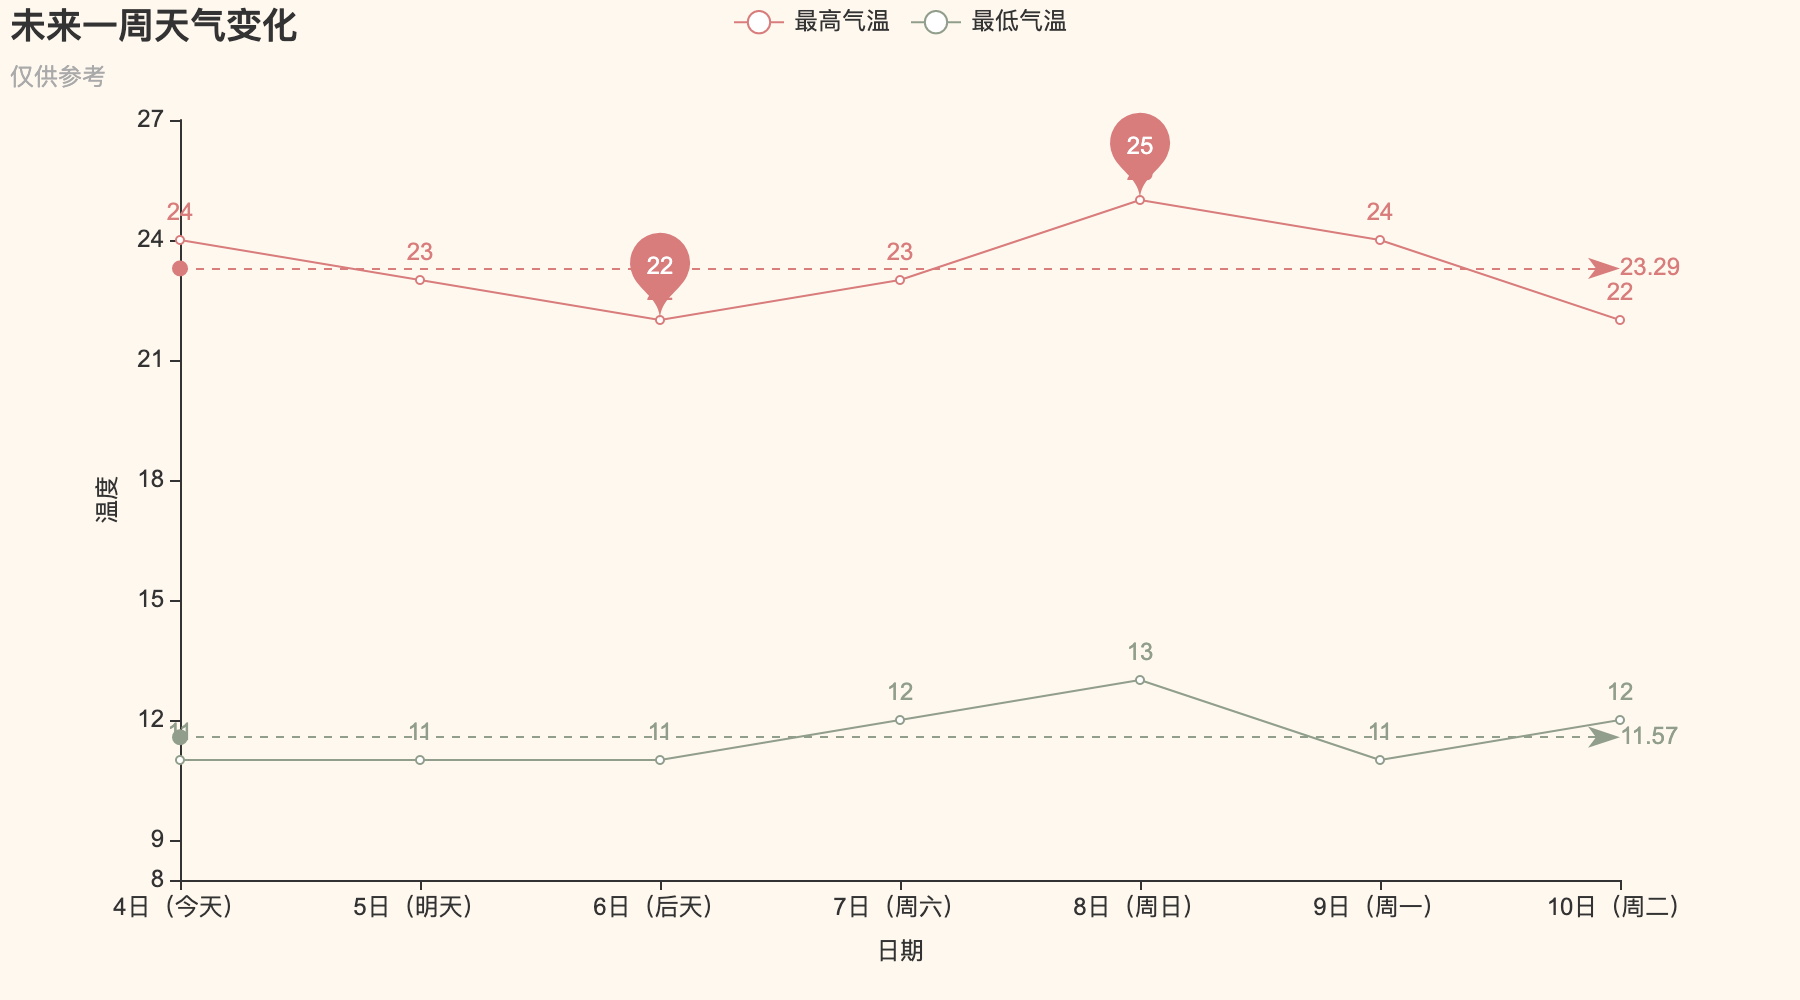 未来一周天气变化
仅供参考
最高气温 最低气温
27
24
21
18
15
12
9
8
温度
24 23 22 23 25 24 22
23.29
11 11 11 12 13 11 12
11.57
4日（今天） 5日（明天） 6日（后天） 7日（周六） 8日（周日） 9日（周一） 10日（周二）
日期